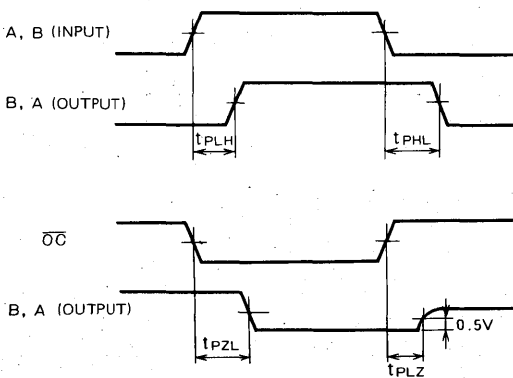 A, B (INPUT)
B, A (OUTPUT)
tPLH
tPHL
OC
B, A (OUTPUT)
0.5V
tPZL
tPLZ